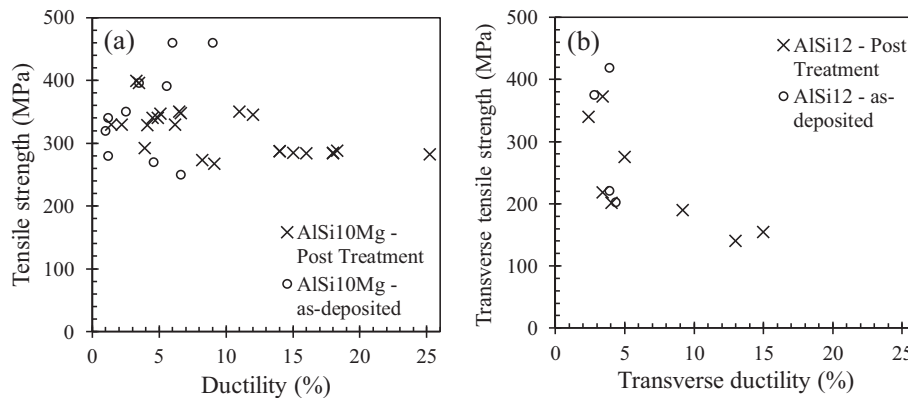 500
400
300
200
100
0
Tensile strength (MPa)
(a)
× AlSi10Mg -
Post Treatment
o AlSi10Mg -
as-deposited
0 5 10 15 20 25
Ductility (%)
500
400
300
200
100
0
Transverse tensile strength (MPa)
(b)
× AlSi12 - Post
Treatment
o AlSi12 - as-
deposited
0 5 10 15 20 25
Transverse ductility (%)